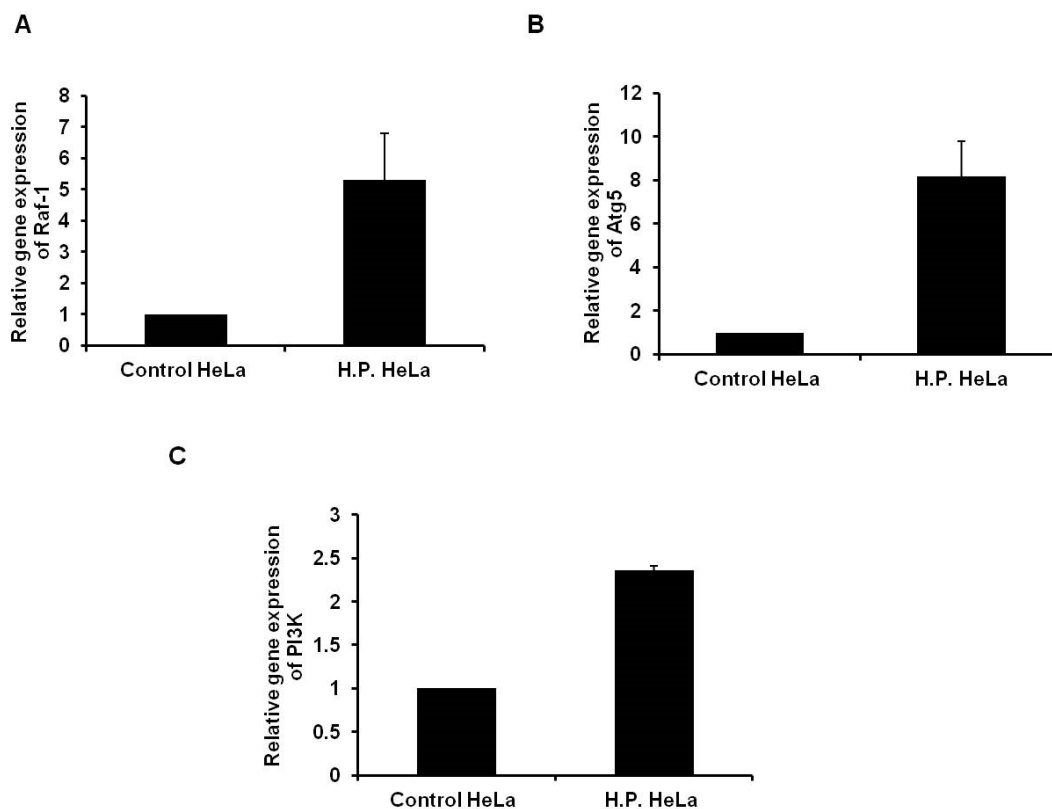 A
Relative gene expression
of Raf-1
8
7
6
5
4
3
2
1
0
Control HeLa
H.P. HeLa
B
Relative gene expression
of Atg5
12
10
8
6
4
2
0
Control HeLa
H.P. HeLa
C
Relative gene expression
of PI3K
3
2.5
2
1.5
1
0.5
0
Control HeLa
H.P. HeLa